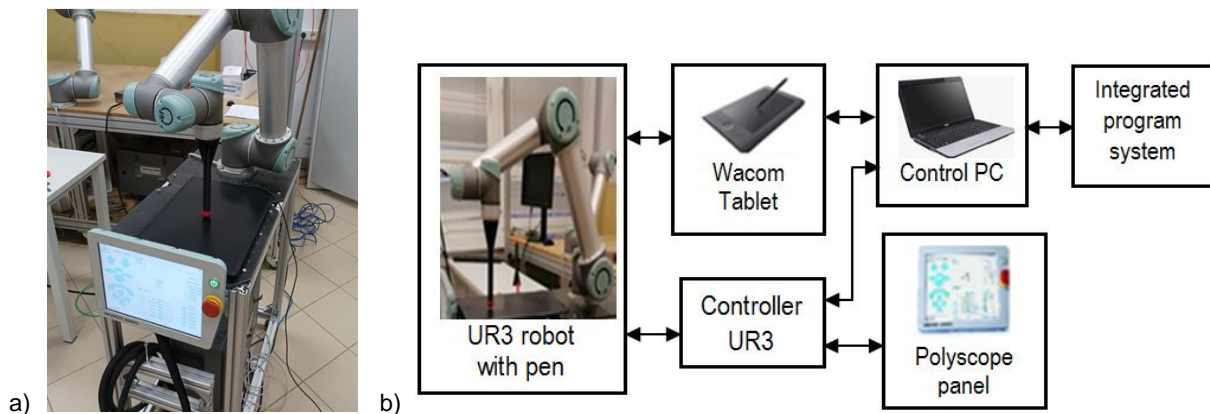 a)
b)
UR3 robot
with pen
Wacom
Tablet
Control PC
Integrated
program
system
Controller
UR3
Polyscope
panel